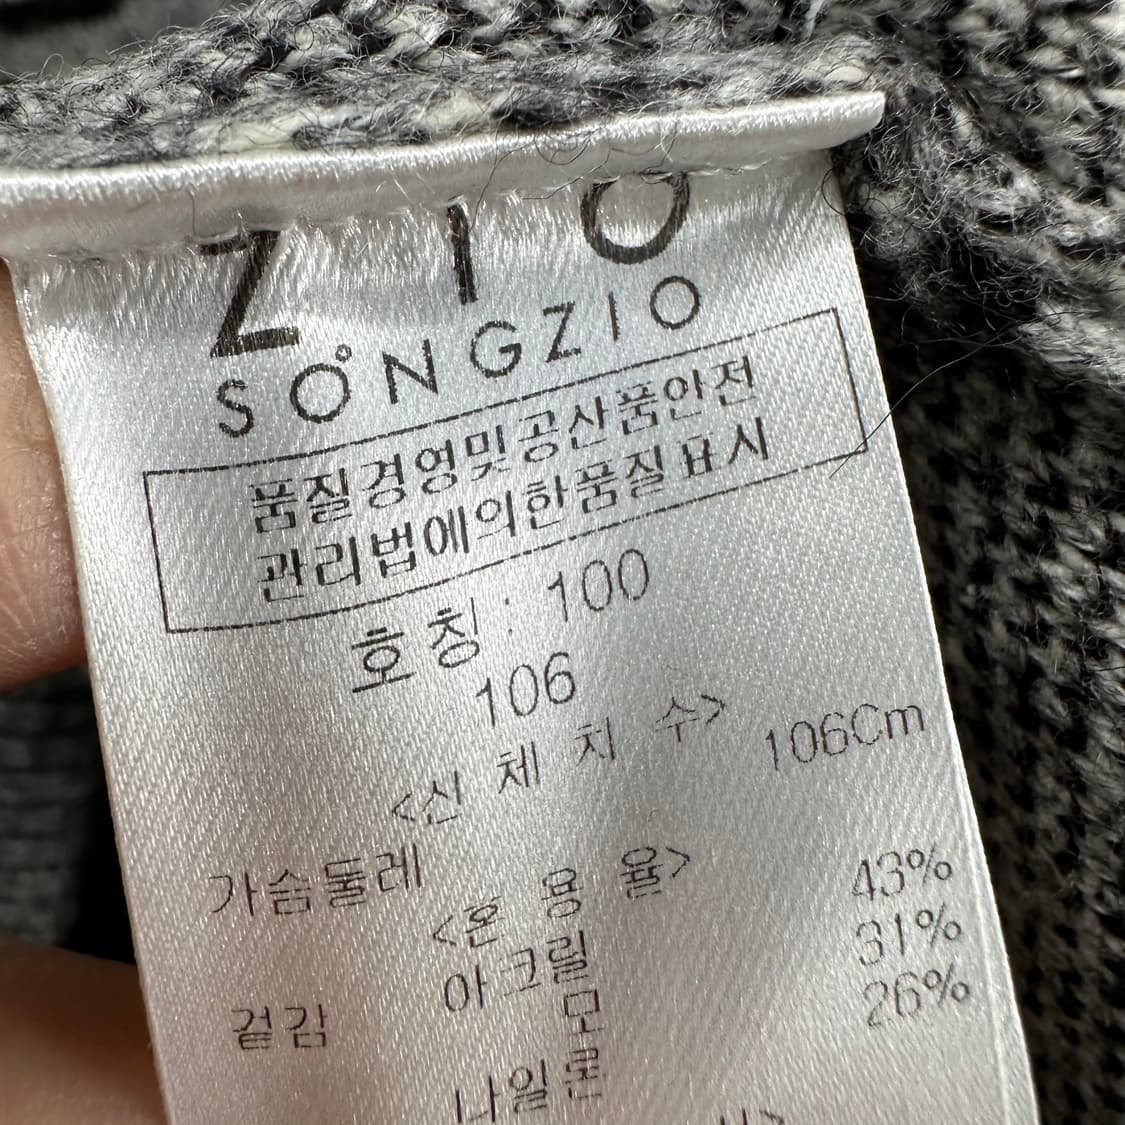 ZIO
SONGZIO
품질경영및공산품안전
관리법에의한품질표시
호칭: 100
106
<신 체 치 수>
가슴둘레 106Cm
<혼 용 율>
겉감 아크릴 43%
모 31%
나일론 26%